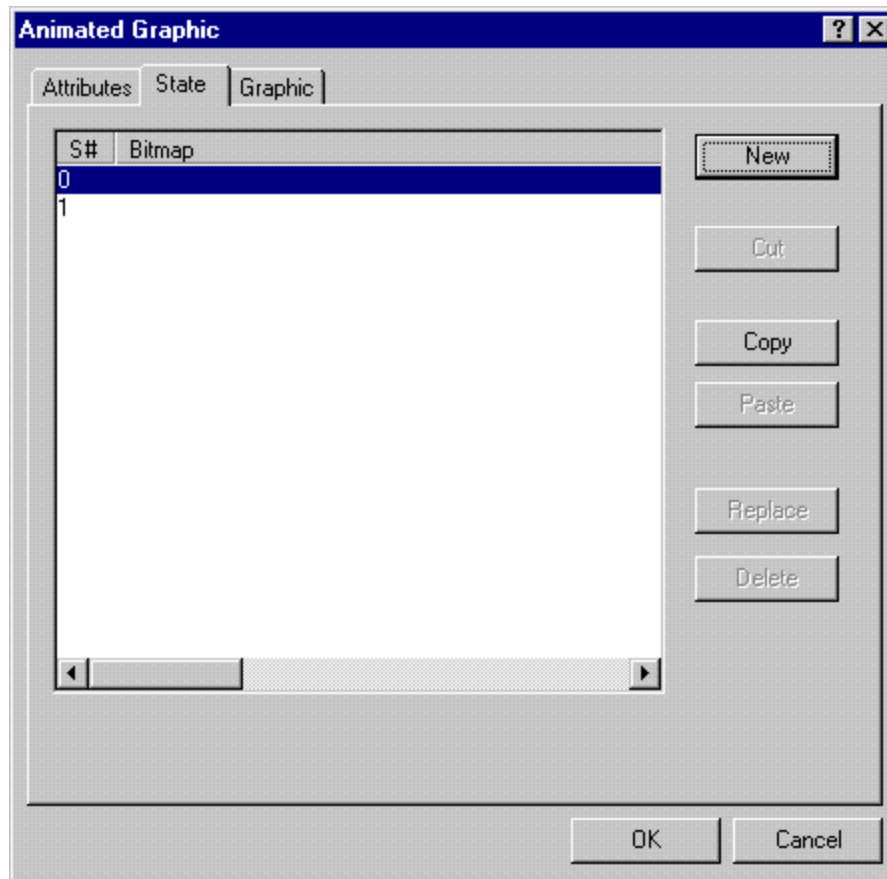 Animated Graphic
Attributes State Graphic
S# Bitmap
0
1
New
Cut
Copy
Paste
Replace
Delete
OK Cancel